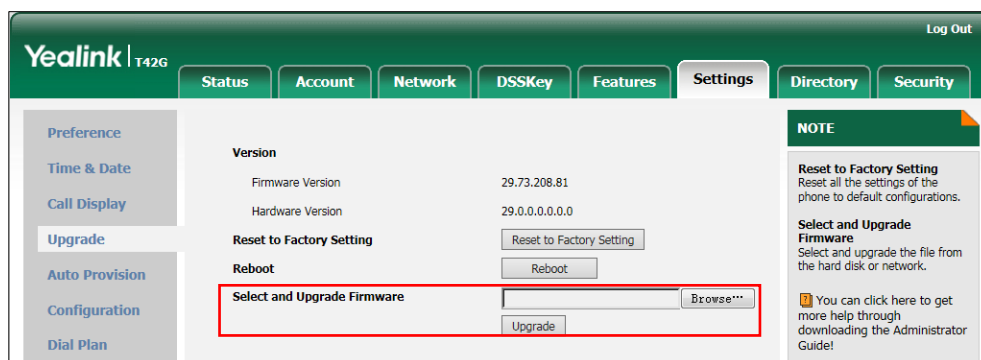 Log Out
Yealink T42G
Status Account Network DSSKey Features Settings Directory Security
Preference
Time & Date
Call Display
Upgrade
Auto Provision
Configuration
Dial Plan
Version
Firmware Version 29.73.208.81
Hardware Version 29.0.0.0.0.0.0
Reset to Factory Setting Reset to Factory Setting
Reboot Reboot
Select and Upgrade Firmware Browse...
Upgrade
NOTE
Reset to Factory Setting
Reset all the settings of the
phone to default configurations.
Select and Upgrade
Firmware
Select and upgrade the file from
the hard disk or network.
You can click here to get
more help through
downloading the Administrator
Guide!